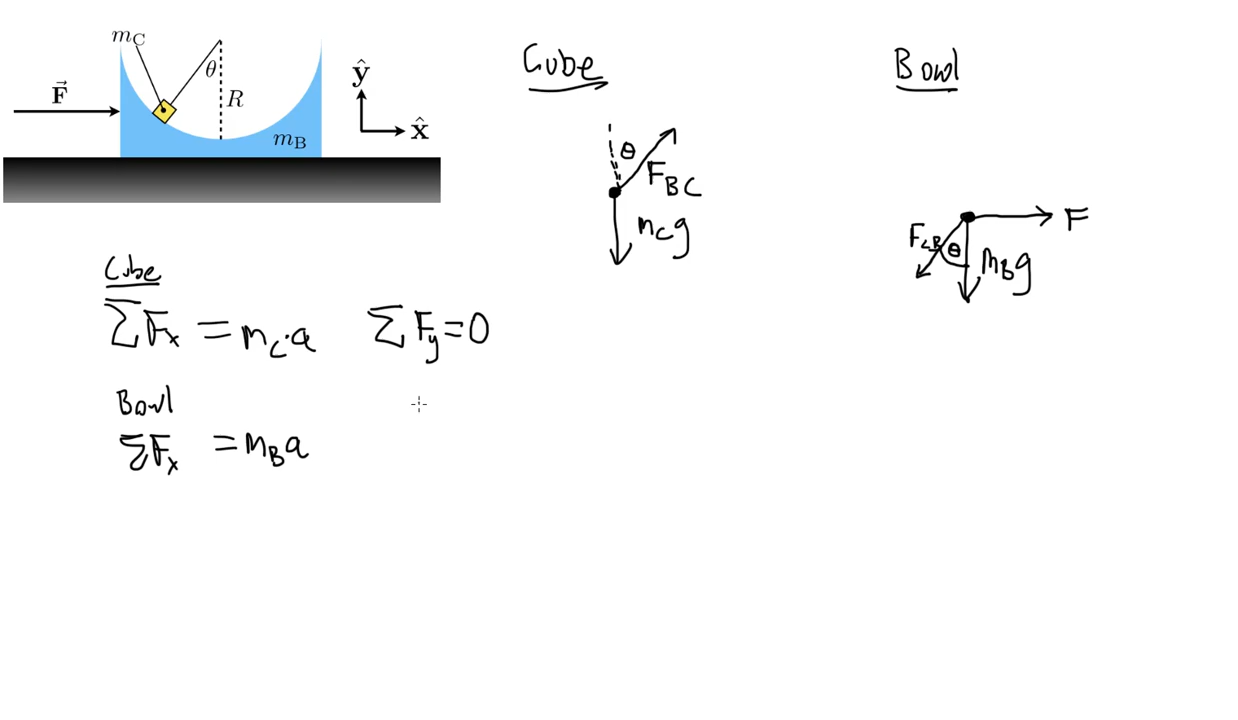 m_C
θ
R
F⃗
m_B
ŷ
x̂
Cube
θ
F_BC
m_C g
Bowl
F
F_CB
θ
m_B g
Cube
ΣF_x = m_C·a ΣF_y = 0
Bowl
ΣF_x = m_B a